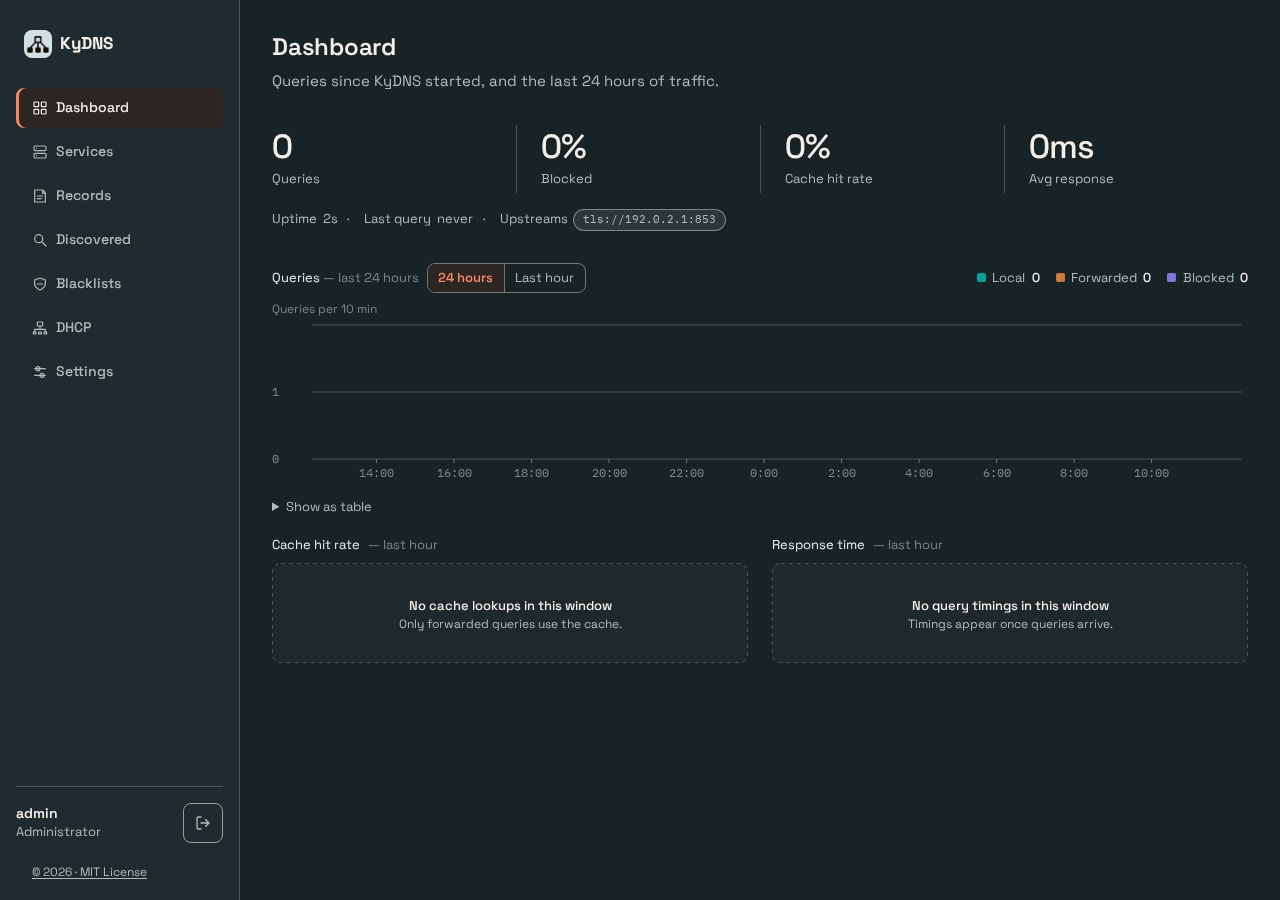 KyDNS
Dashboard
Services
Records
Discovered
Blacklists
DHCP
Settings
admin
Administrator
© 2026 · MIT License
Dashboard
Queries since KyDNS started, and the last 24 hours of traffic.
0
Queries
0%
Blocked
0%
Cache hit rate
0ms
Avg response
Uptime 2s · Last query never · Upstreams tls://192.0.2.1:853
Queries — last 24 hours 24 hours Last hour Local 0 Forwarded 0 Blocked 0
Queries per 10 min
1
0
14:00 16:00 18:00 20:00 22:00 0:00 2:00 4:00 6:00 8:00 10:00
Show as table
Cache hit rate — last hour
No cache lookups in this window
Only forwarded queries use the cache.
Response time — last hour
No query timings in this window
Timings appear once queries arrive.